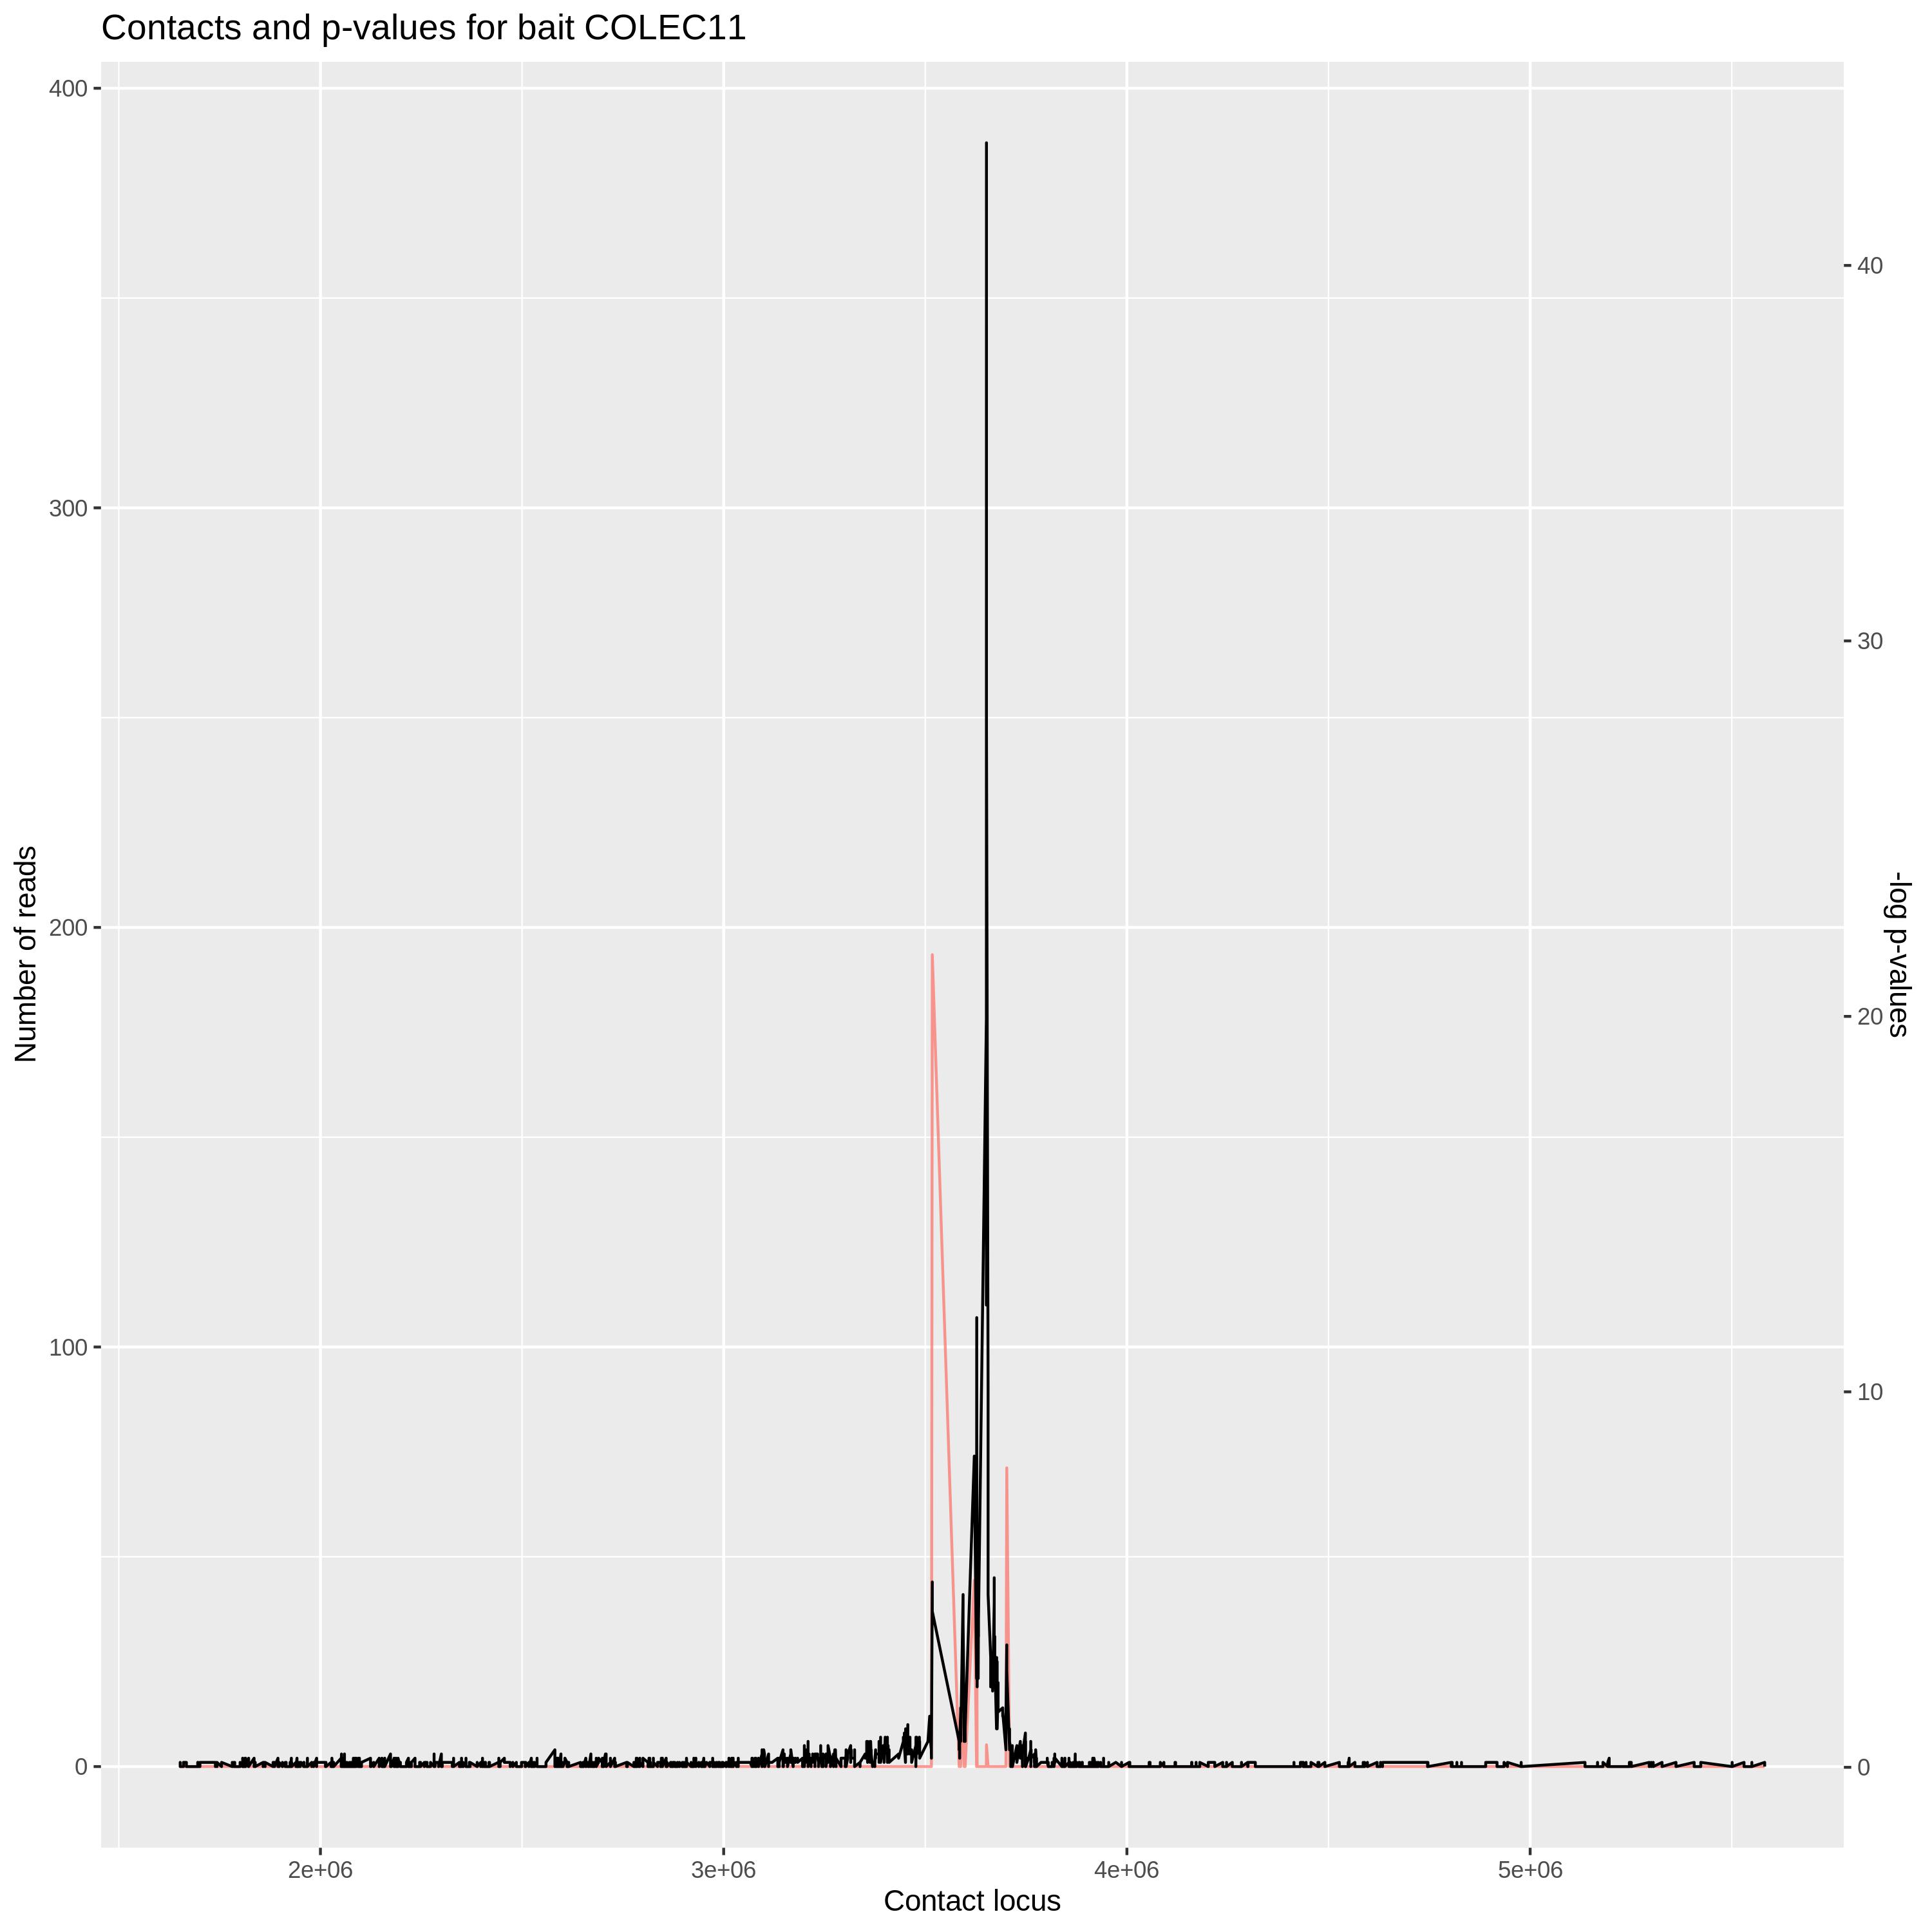 Contacts and p-values for bait COLEC11
400
300
200
100
0
Number of reads
40
30
20
10
0
-log p-values
2e+06 3e+06 4e+06 5e+06
Contact locus